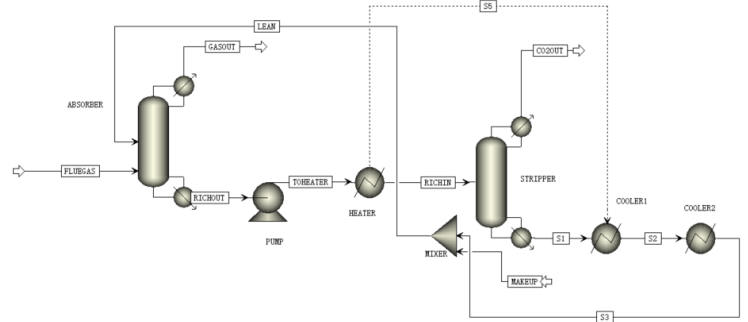 S5
LEAN
GASOUT
CO2OUT
ABSORBER
FLUEGAS
RICHOUT
TOHEATER
HEATER
RICHIN
STRIPPER
PUMP
MIXER
MAKEUP
S1
COOLER1
S2
COOLER2
S3